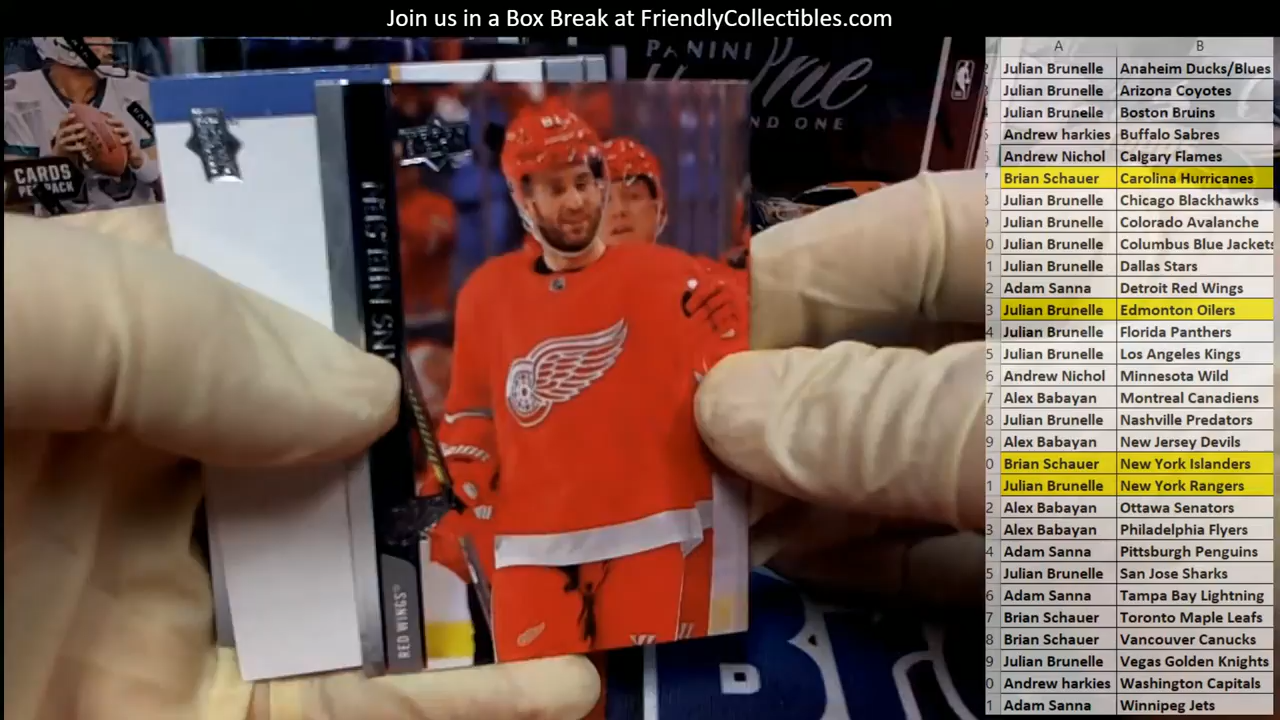 Join us in a Box Break at FriendlyCollectibles.com
PANINI
One
AND ONE
CARDS
PER PACK
NIELSEN
RED WINGS
A B
Julian Brunelle Anaheim Ducks/Blues
Julian Brunelle Arizona Coyotes
Julian Brunelle Boston Bruins
Andrew harkies Buffalo Sabres
Andrew Nichol Calgary Flames
Brian Schauer Carolina Hurricanes
Julian Brunelle Chicago Blackhawks
Julian Brunelle Colorado Avalanche
Julian Brunelle Columbus Blue Jackets
Julian Brunelle Dallas Stars
Adam Sanna Detroit Red Wings
Julian Brunelle Edmonton Oilers
Julian Brunelle Florida Panthers
Julian Brunelle Los Angeles Kings
Andrew Nichol Minnesota Wild
Alex Babayan Montreal Canadiens
Julian Brunelle Nashville Predators
Alex Babayan New Jersey Devils
Brian Schauer New York Islanders
Julian Brunelle New York Rangers
Alex Babayan Ottawa Senators
Alex Babayan Philadelphia Flyers
Adam Sanna Pittsburgh Penguins
Julian Brunelle San Jose Sharks
Adam Sanna Tampa Bay Lightning
Brian Schauer Toronto Maple Leafs
Brian Schauer Vancouver Canucks
Julian Brunelle Vegas Golden Knights
Andrew harkies Washington Capitals
Adam Sanna Winnipeg Jets